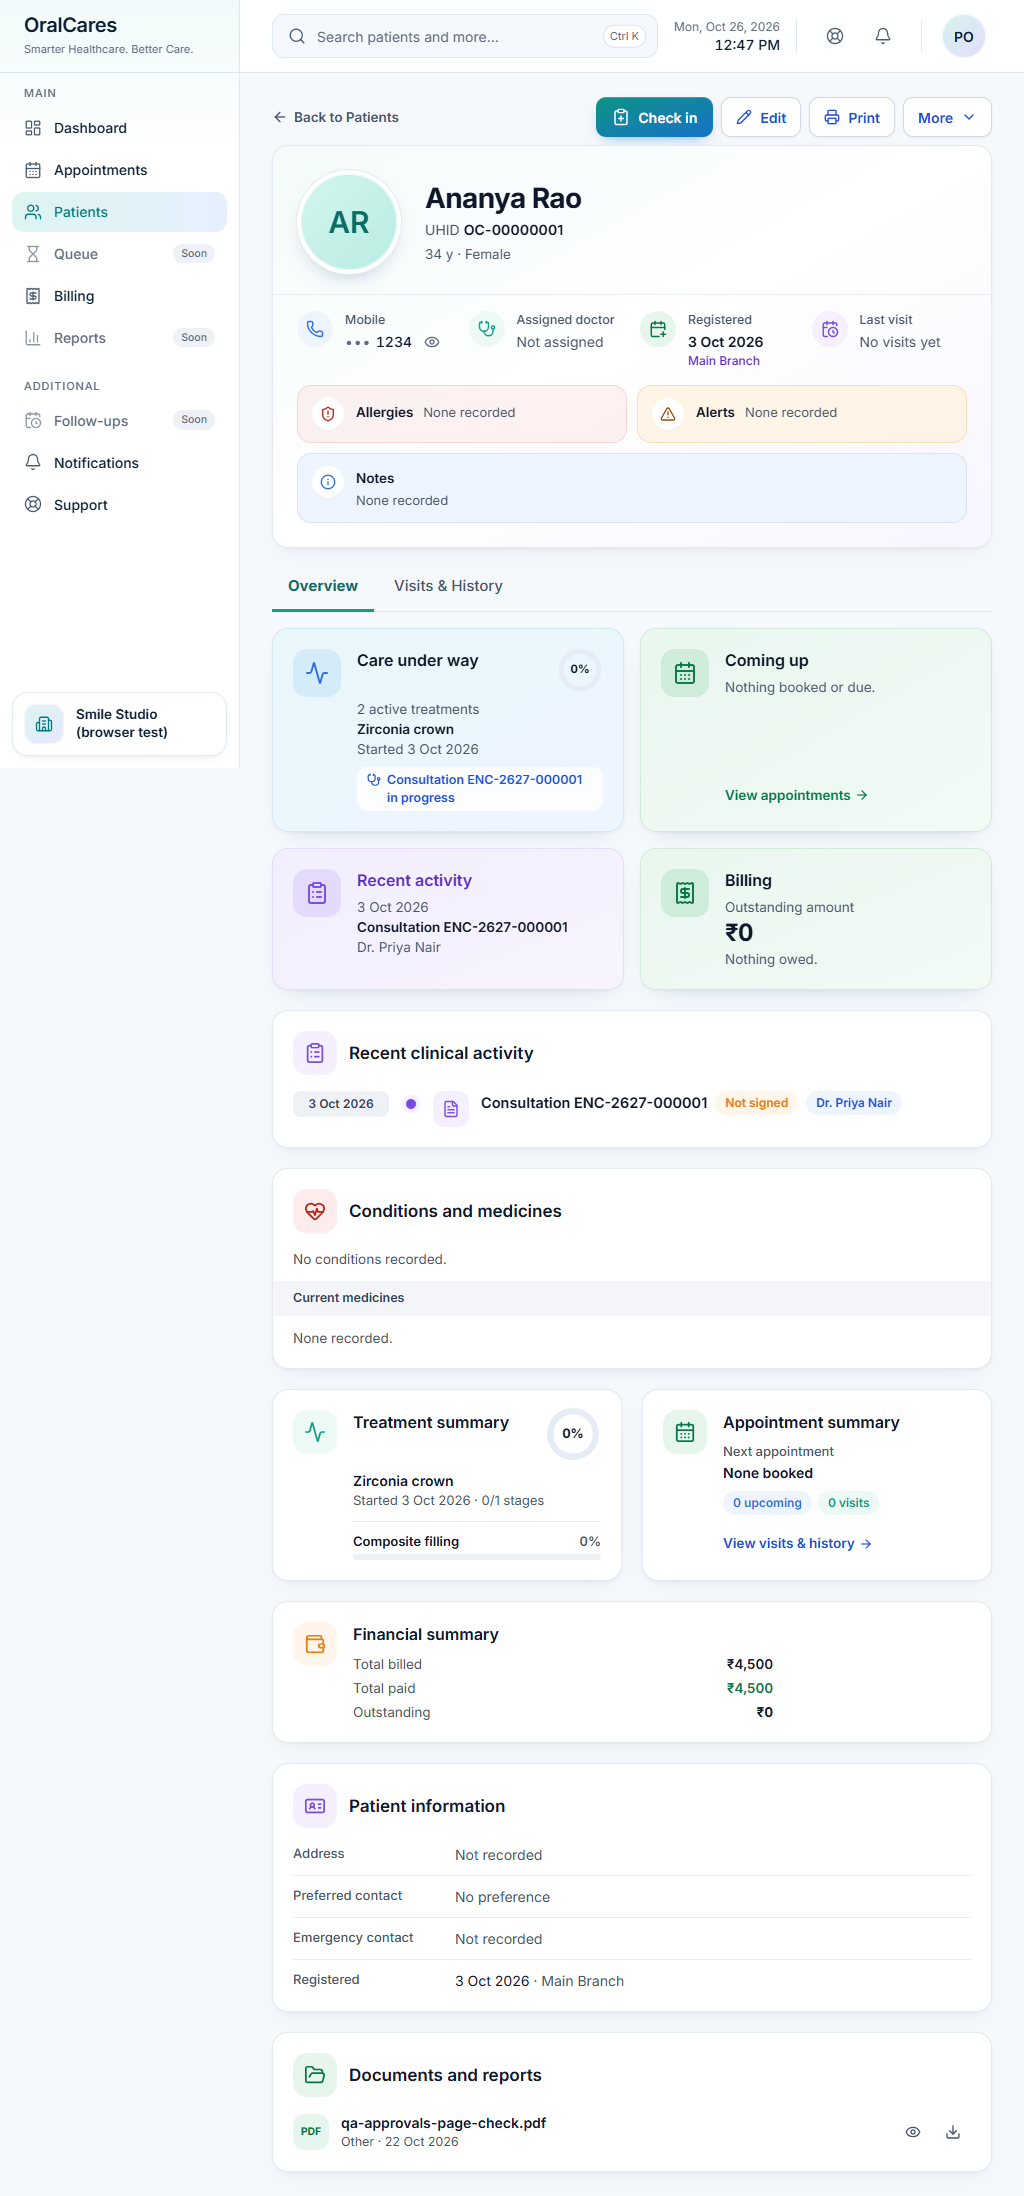 OralCares
Smarter Healthcare. Better Care.
Search patients and more...
Ctrl K
Mon, Oct 26, 2026
12:47 PM
PO
MAIN
Dashboard
Appointments
Patients
Queue
Soon
Billing
Reports
Soon
ADDITIONAL
Follow-ups
Soon
Notifications
Support
Smile Studio
(browser test)
Back to Patients
Check in
Edit
Print
More
AR
Ananya Rao
UHID OC-00000001
34 y · Female
Mobile
••• 1234
Assigned doctor
Not assigned
Registered
3 Oct 2026
Main Branch
Last visit
No visits yet
Allergies None recorded
Alerts None recorded
Notes
None recorded
Overview
Visits & History
Care under way
0%
2 active treatments
Zirconia crown
Started 3 Oct 2026
Consultation ENC-2627-000001
in progress
Coming up
Nothing booked or due.
View appointments →
Recent activity
3 Oct 2026
Consultation ENC-2627-000001
Dr. Priya Nair
Billing
Outstanding amount
₹0
Nothing owed.
Recent clinical activity
3 Oct 2026
Consultation ENC-2627-000001
Not signed
Dr. Priya Nair
Conditions and medicines
No conditions recorded.
Current medicines
None recorded.
Treatment summary
0%
Zirconia crown
Started 3 Oct 2026 · 0/1 stages
Composite filling
0%
Appointment summary
Next appointment
None booked
0 upcoming
0 visits
View visits & history →
Financial summary
Total billed ₹4,500
Total paid ₹4,500
Outstanding ₹0
Patient information
Address Not recorded
Preferred contact No preference
Emergency contact Not recorded
Registered 3 Oct 2026 · Main Branch
Documents and reports
PDF
qa-approvals-page-check.pdf
Other · 22 Oct 2026